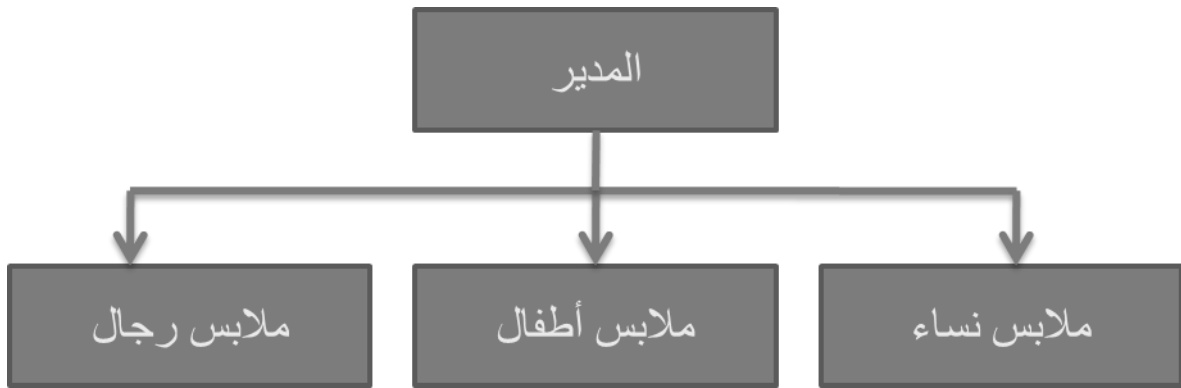 المدير
ملابس نساء
ملابس أطفال
ملابس رجال